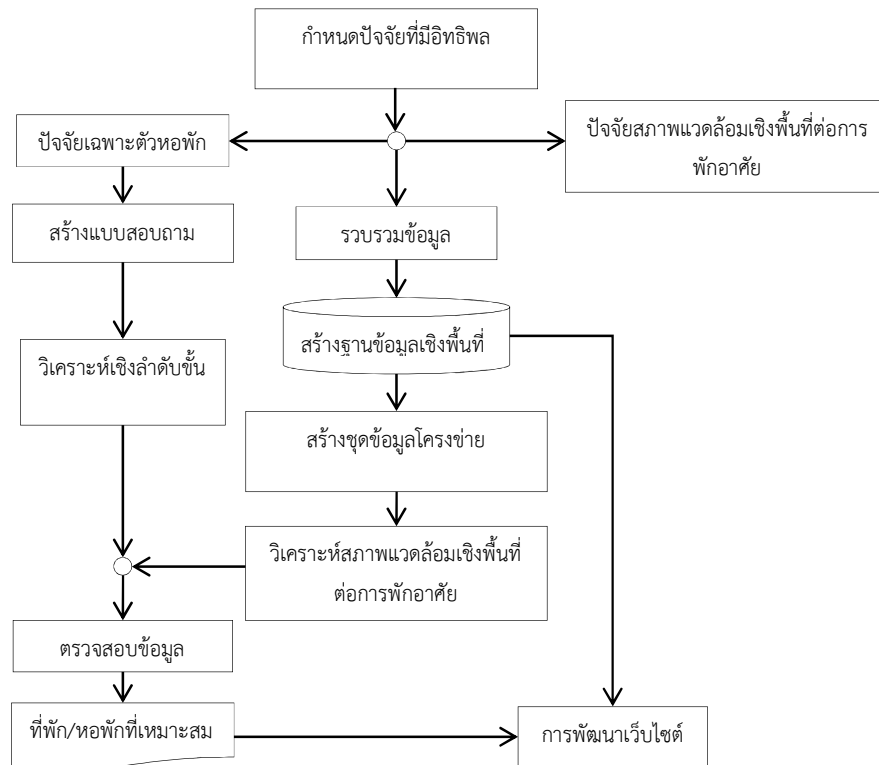 กำหนดปัจจัยที่มีอิทธิพล
ปัจจัยเฉพาะตัวหอพัก
ปัจจัยสภาพแวดล้อมเชิงพื้นที่ต่อการ
พักอาศัย
สร้างแบบสอบถาม
รวบรวมข้อมูล
สร้างฐานข้อมูลเชิงพื้นที่
วิเคราะห์เชิงลำดับขั้น
สร้างชุดข้อมูลโครงข่าย
วิเคราะห์สภาพแวดล้อมเชิงพื้นที่
ต่อการพักอาศัย
ตรวจสอบข้อมูล
ที่พัก/หอพักที่เหมาะสม
การพัฒนาเว็บไซต์